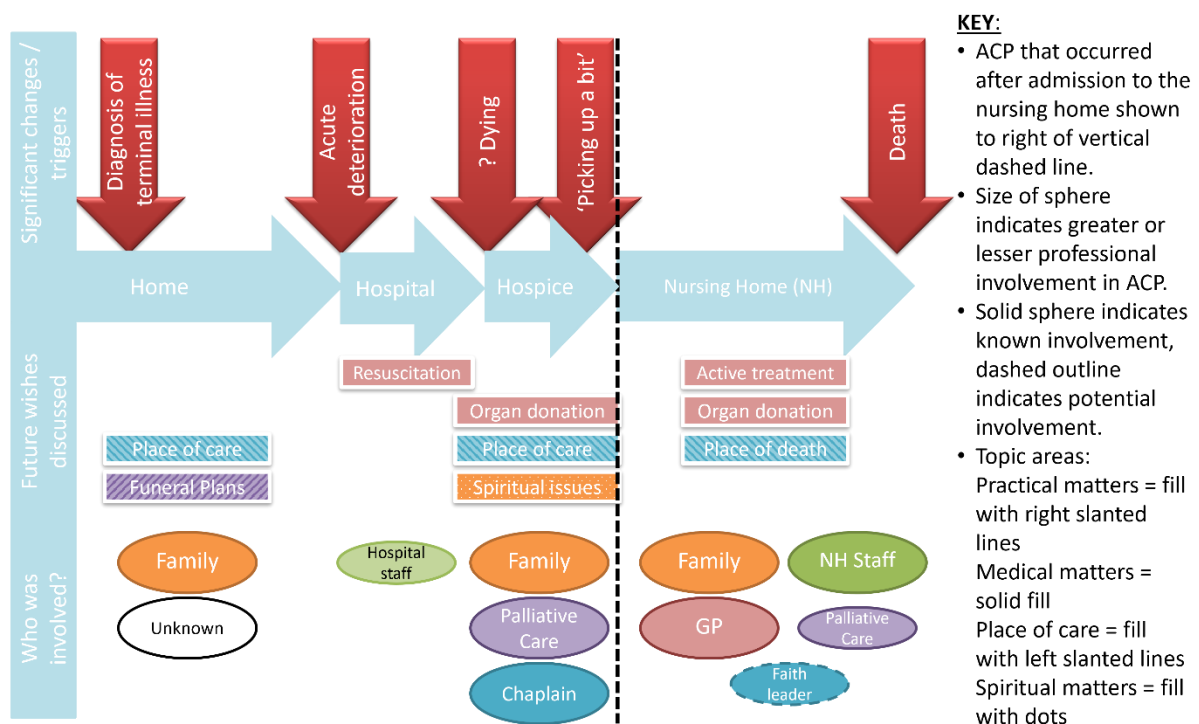 Significant changes /
triggers
Diagnosis of
terminal illness
Acute
deterioration
? Dying
‘Picking up a bit’
Death
Home
Hospital
Hospice
Nursing Home (NH)
Future wishes
discussed
Resuscitation
Active treatment
Organ donation
Organ donation
Place of care
Place of care
Place of death
Funeral Plans
Spiritual issues
Who was
involved?
Family
Hospital
staff
Family
Family
NH Staff
Unknown
Palliative
Care
GP
Palliative
Care
Chaplain
Faith
leader
KEY:
• ACP that occurred
after admission to the
nursing home shown
to right of vertical
dashed line.
• Size of sphere
indicates greater or
lesser professional
involvement in ACP.
• Solid sphere indicates
known involvement,
dashed outline
indicates potential
involvement.
• Topic areas:
Practical matters = fill
with right slanted
lines
Medical matters =
solid fill
Place of care = fill
with left slanted lines
Spiritual matters = fill
with dots